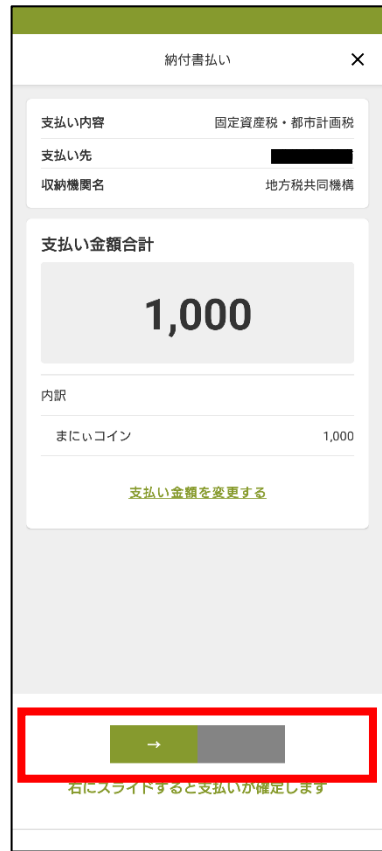 納付書払い ×
支払い内容 固定資産税・都市計画税
支払い先
収納機関名 地方税共同機構
支払い金額合計
1,000
内訳
まにぃコイン 1,000
支払い金額を変更する
→
右にスライドすると支払いが確定します